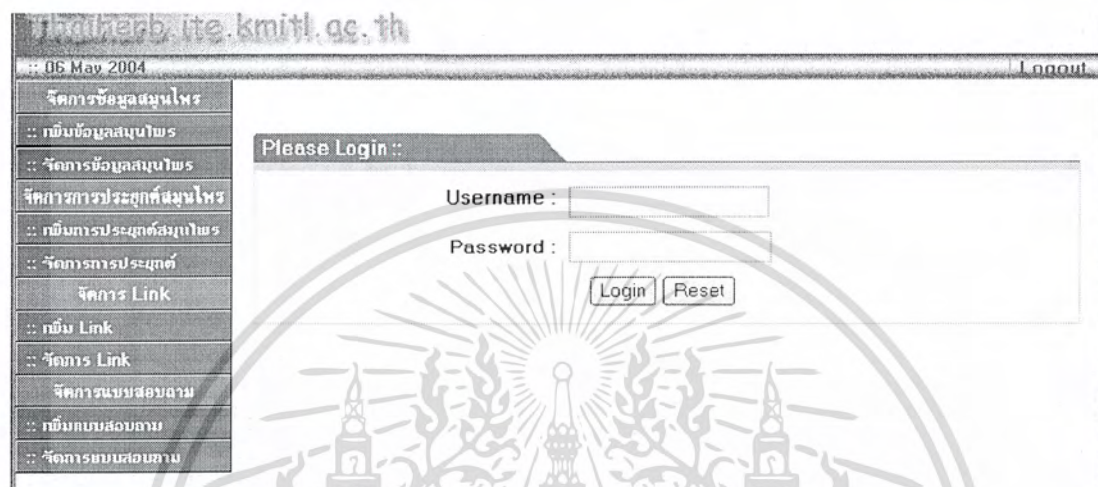 thaiherb.ite.kmitl.ac.th
:: 06 May 2004
Logout
จัดการข้อมูลสมุนไพร
:: เพิ่มข้อมูลสมุนไพร
:: จัดการข้อมูลสมุนไพร
จัดการการประยุกต์สมุนไพร
:: เพิ่มการประยุกต์สมุนไพร
:: จัดการการประยุกต์
จัดการ Link
:: เพิ่ม Link
:: จัดการ Link
จัดการแบบสอบถาม
:: เพิ่มแบบสอบถาม
:: จัดการแบบสอบถาม
Please Login ::
Username :
Password :
Login
Reset